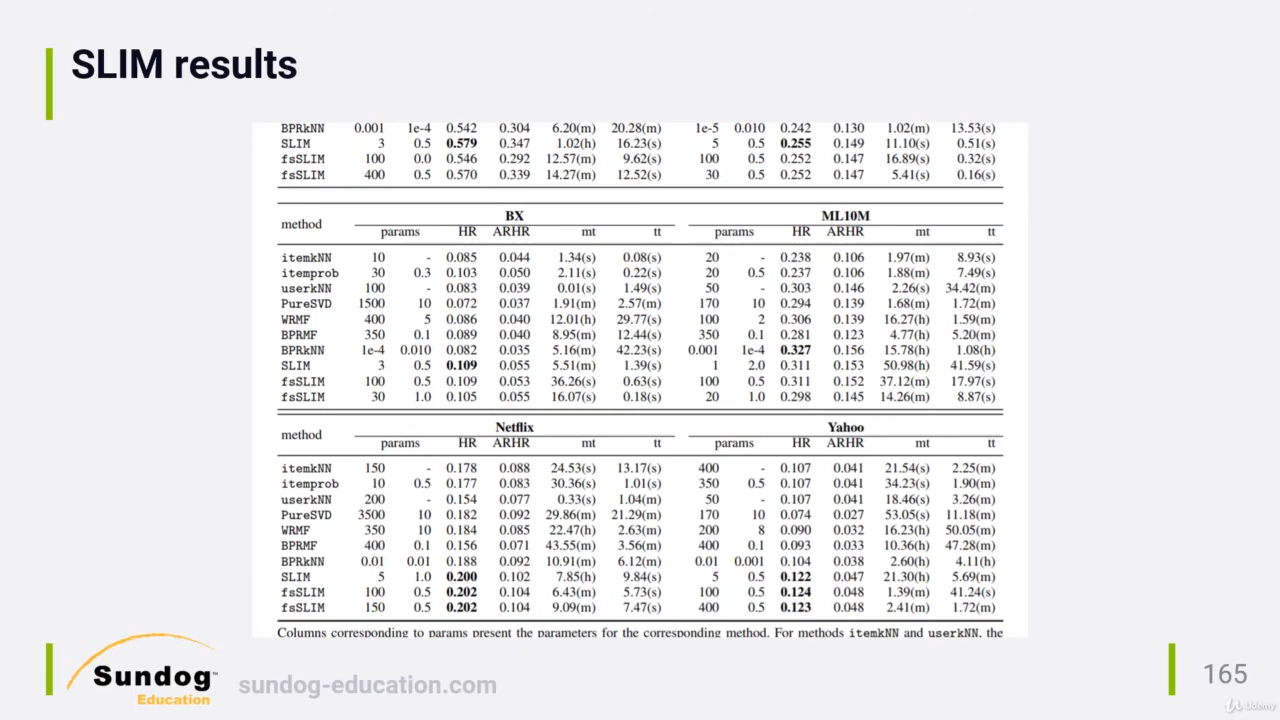 SLIM results
BPRkNN 0.001 1e-4 0.542 0.304 6.20(m) 20.28(m) 1e-5 0.010 0.242 0.130 1.02(m) 13.53(s)
SLIM 3 0.5 0.579 0.347 1.02(h) 16.23(s) 5 0.5 0.255 0.149 11.10(s) 0.51(s)
fsSLIM 100 0.0 0.546 0.292 12.57(m) 9.62(s) 100 0.5 0.252 0.147 16.89(s) 0.32(s)
fsSLIM 400 0.5 0.570 0.339 14.27(m) 12.52(s) 30 0.5 0.252 0.147 5.41(s) 0.16(s)
method BX ML10M
params HR ARHR mt tt params HR ARHR mt tt
itemkNN 10 - 0.085 0.044 1.34(s) 0.08(s) 20 - 0.238 0.106 1.97(m) 8.93(s)
itemprob 30 0.3 0.103 0.050 2.11(s) 0.22(s) 20 0.5 0.237 0.106 1.88(m) 7.49(s)
userkNN 100 - 0.083 0.039 0.01(s) 1.49(s) 50 - 0.303 0.146 2.26(s) 34.42(m)
PureSVD 1500 10 0.072 0.037 1.91(m) 2.57(m) 170 10 0.294 0.139 1.68(m) 1.72(m)
WRMF 400 5 0.086 0.040 12.01(h) 29.77(s) 100 2 0.306 0.139 16.27(h) 1.59(m)
BPRMF 350 0.1 0.089 0.040 8.95(m) 12.44(s) 350 0.1 0.281 0.123 4.77(h) 5.20(m)
BPRkNN 1e-4 0.010 0.082 0.035 5.16(m) 42.23(s) 0.001 1e-4 0.327 0.156 15.78(h) 1.08(h)
SLIM 3 0.5 0.109 0.055 5.51(m) 1.39(s) 1 2.0 0.311 0.153 50.98(h) 41.59(s)
fsSLIM 100 0.5 0.109 0.053 36.26(s) 0.63(s) 100 0.5 0.311 0.152 37.12(m) 17.97(s)
fsSLIM 30 1.0 0.105 0.055 16.07(s) 0.18(s) 20 1.0 0.298 0.145 14.26(m) 8.87(s)
method Netflix Yahoo
params HR ARHR mt tt params HR ARHR mt tt
itemkNN 150 - 0.178 0.088 24.53(s) 13.17(s) 400 - 0.107 0.041 21.54(s) 2.25(m)
itemprob 10 0.5 0.177 0.083 30.36(s) 1.01(s) 350 0.5 0.107 0.041 34.23(s) 1.90(m)
userkNN 200 - 0.154 0.077 0.33(s) 1.04(m) 50 - 0.107 0.041 18.46(s) 3.26(m)
PureSVD 3500 10 0.182 0.092 29.86(m) 21.29(m) 170 10 0.074 0.027 53.05(s) 11.18(m)
WRMF 350 10 0.184 0.085 22.47(h) 2.63(m) 200 8 0.090 0.032 16.23(h) 50.05(m)
BPRMF 400 0.1 0.156 0.071 43.55(m) 3.56(m) 400 0.1 0.093 0.033 10.36(h) 47.28(m)
BPRkNN 0.01 0.01 0.188 0.092 10.91(m) 6.12(m) 0.01 0.001 0.104 0.038 2.60(h) 4.11(h)
SLIM 5 1.0 0.200 0.102 7.85(h) 9.84(s) 5 0.5 0.122 0.047 21.30(h) 5.69(m)
fsSLIM 100 0.5 0.202 0.104 6.43(m) 5.73(s) 100 0.5 0.124 0.048 1.39(m) 41.24(s)
fsSLIM 150 0.5 0.202 0.104 9.09(m) 7.47(s) 400 0.5 0.123 0.048 2.41(m) 1.72(m)
Columns corresponding to params present the parameters for the corresponding method. For methods itemkNN and userkNN, the
Sundog™
Education
sundog-education.com
165
Udemy